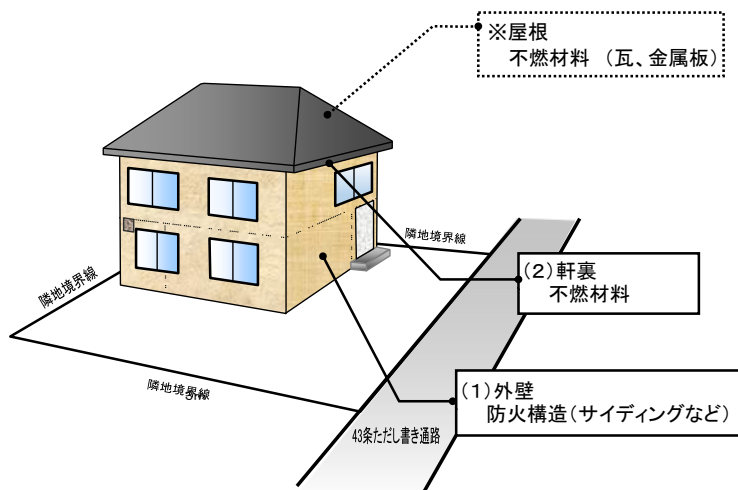 ※屋根
不燃材料 (瓦、金属板)
隣地境界線
(2)軒裏
不燃材料
隣地境界線
隣地境界線
(1)外壁
防火構造(サイディングなど)
43条ただし書き通路